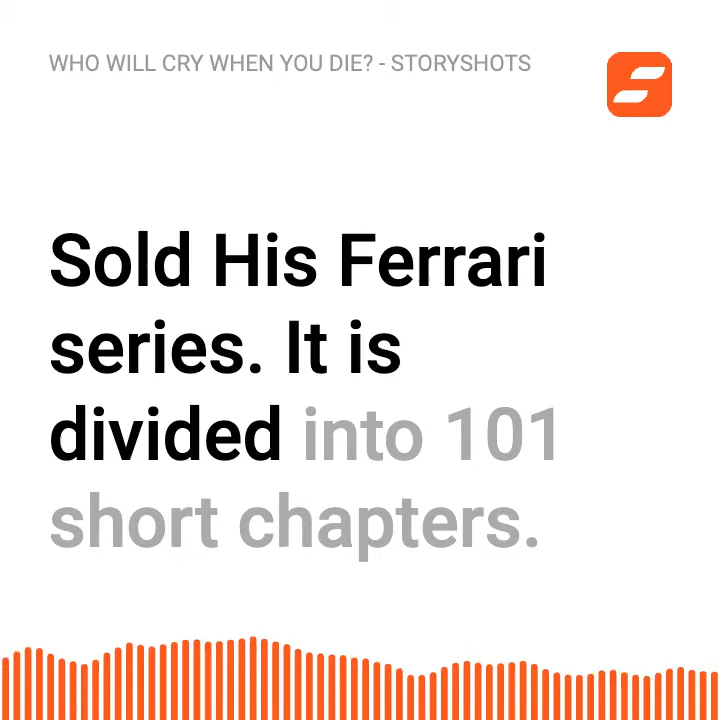 WHO WILL CRY WHEN YOU DIE? - STORYSHOTS
Sold His Ferrari
series. It is
divided into 101
short chapters.